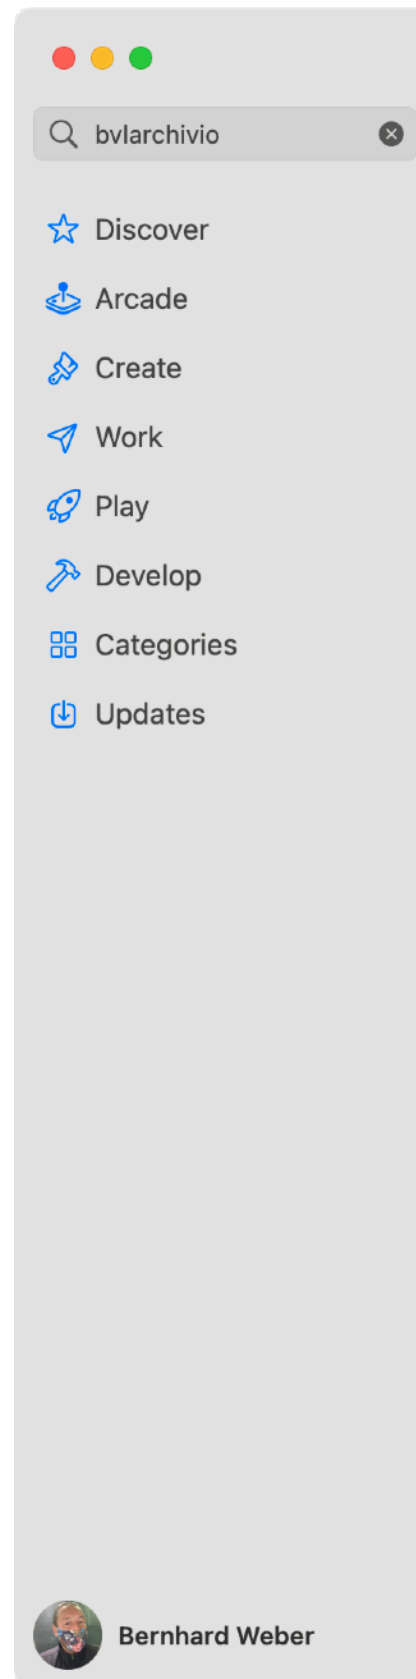 bvlarchivio
Discover
Arcade
Create
Work
Play
Develop
Categories
Updates
Bernhard Weber